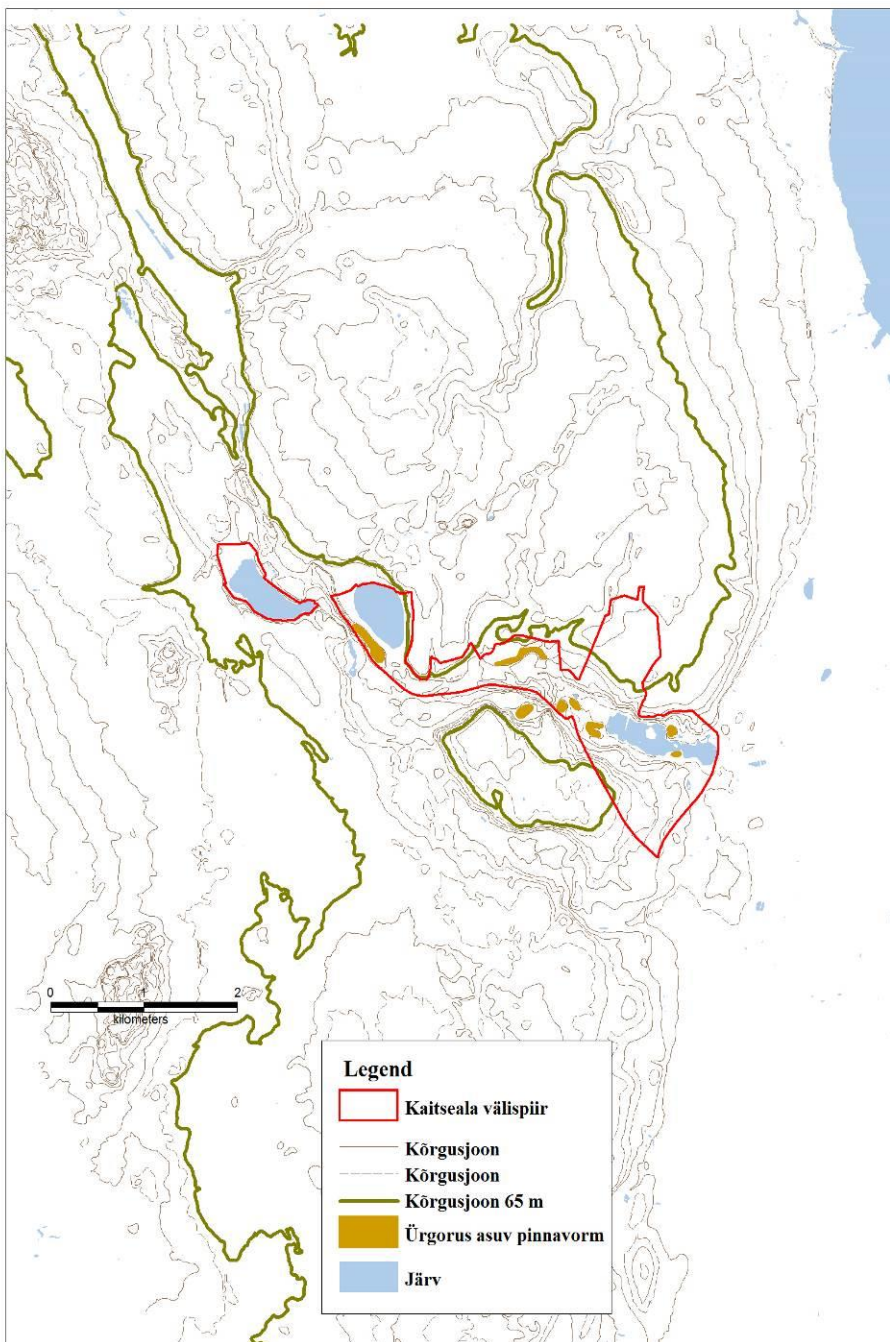 0 1 2
kilometers
Legend
Kaitseala välispiir
Kõrgusjoon
Kõrgusjoon
Kõrgusjoon 65 m
Ürgorus asuv pinnavorm
Järv